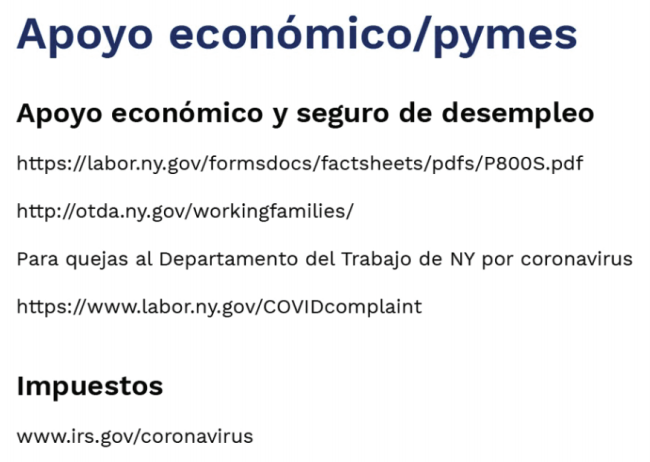 Apoyo económico/pymes
Apoyo económico y seguro de desempleo
https://labor.ny.gov/formsdocs/factsheets/pdfs/P800S.pdf
http://otda.ny.gov/workingfamilies/
Para quejas al Departamento del Trabajo de NY por coronavirus
https://www.labor.ny.gov/COVIDcomplaint
Impuestos
www.irs.gov/coronavirus